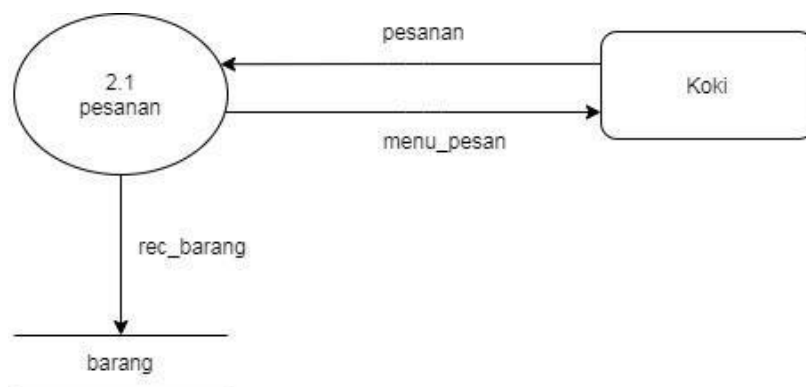 pesanan
2.1
pesanan
Koki
menu_pesan
rec_barang
barang